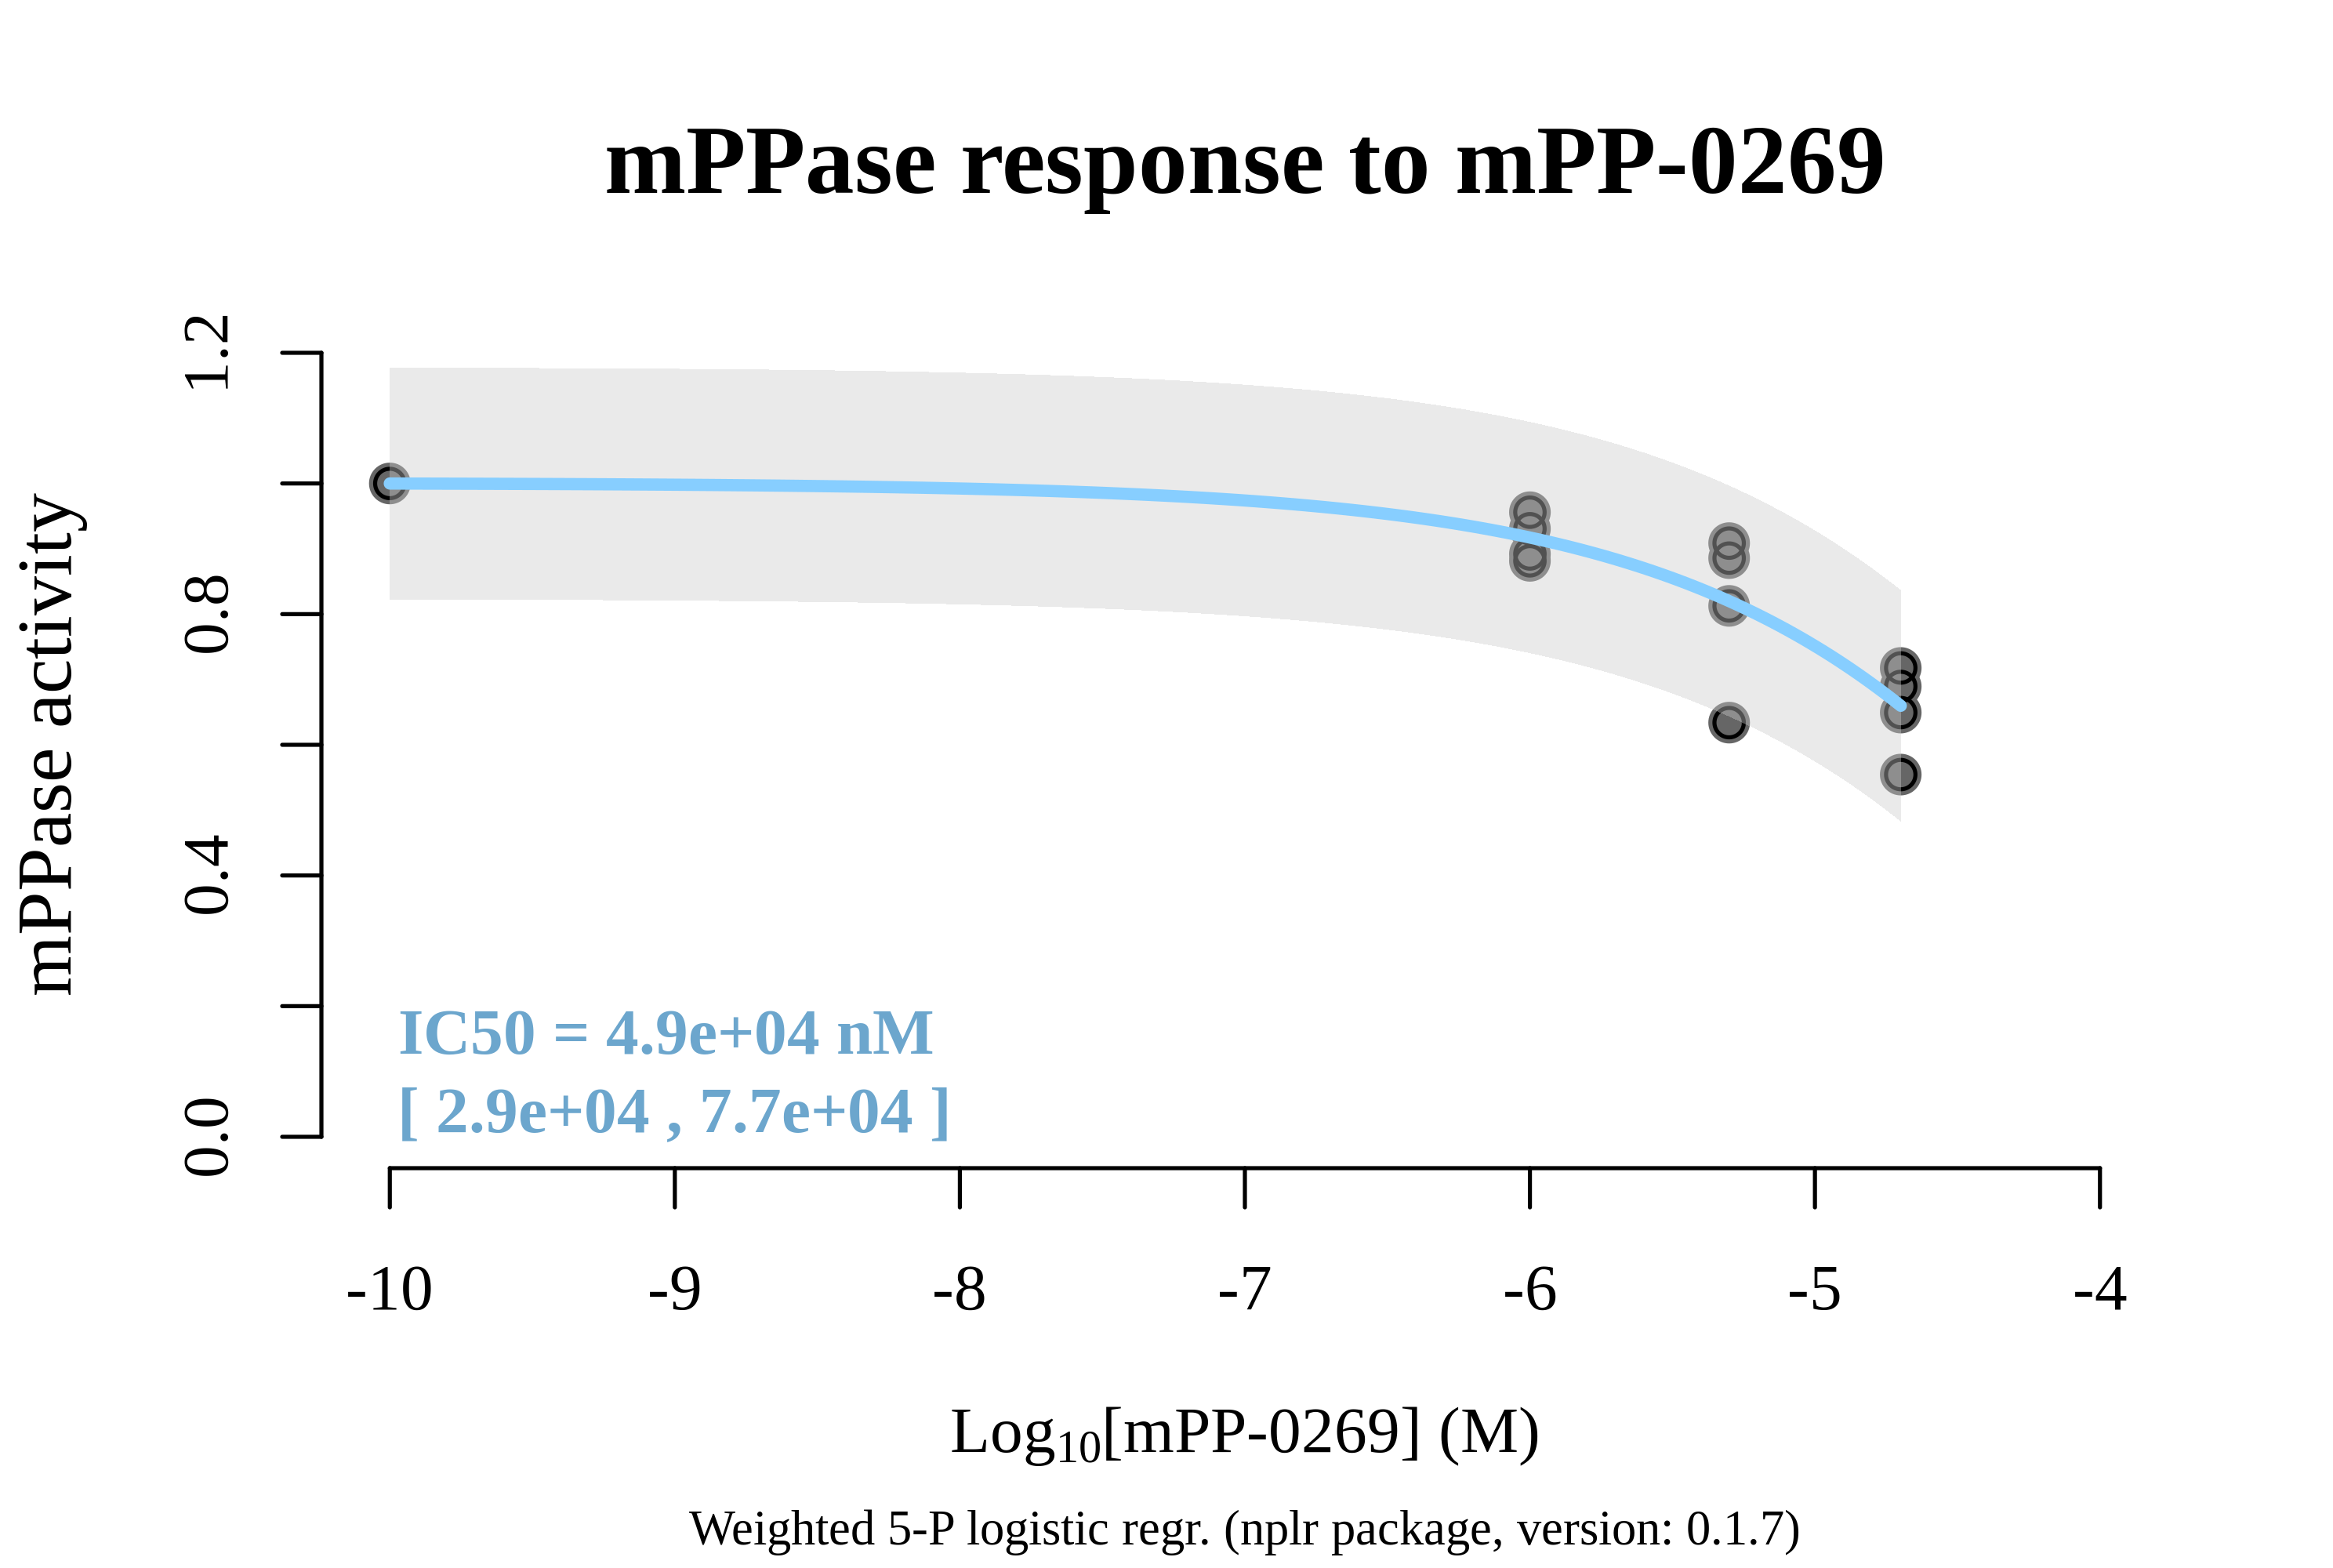 mPPase response to mPP-0269
mPPase activity
1.2
0.8
0.4
0.0
IC50 = 4.9e+04 nM
[ 2.9e+04 , 7.7e+04 ]
-10 -9 -8 -7 -6 -5 -4
Log10[mPP-0269] (M)
Weighted 5-P logistic regr. (nplr package, version: 0.1.7)